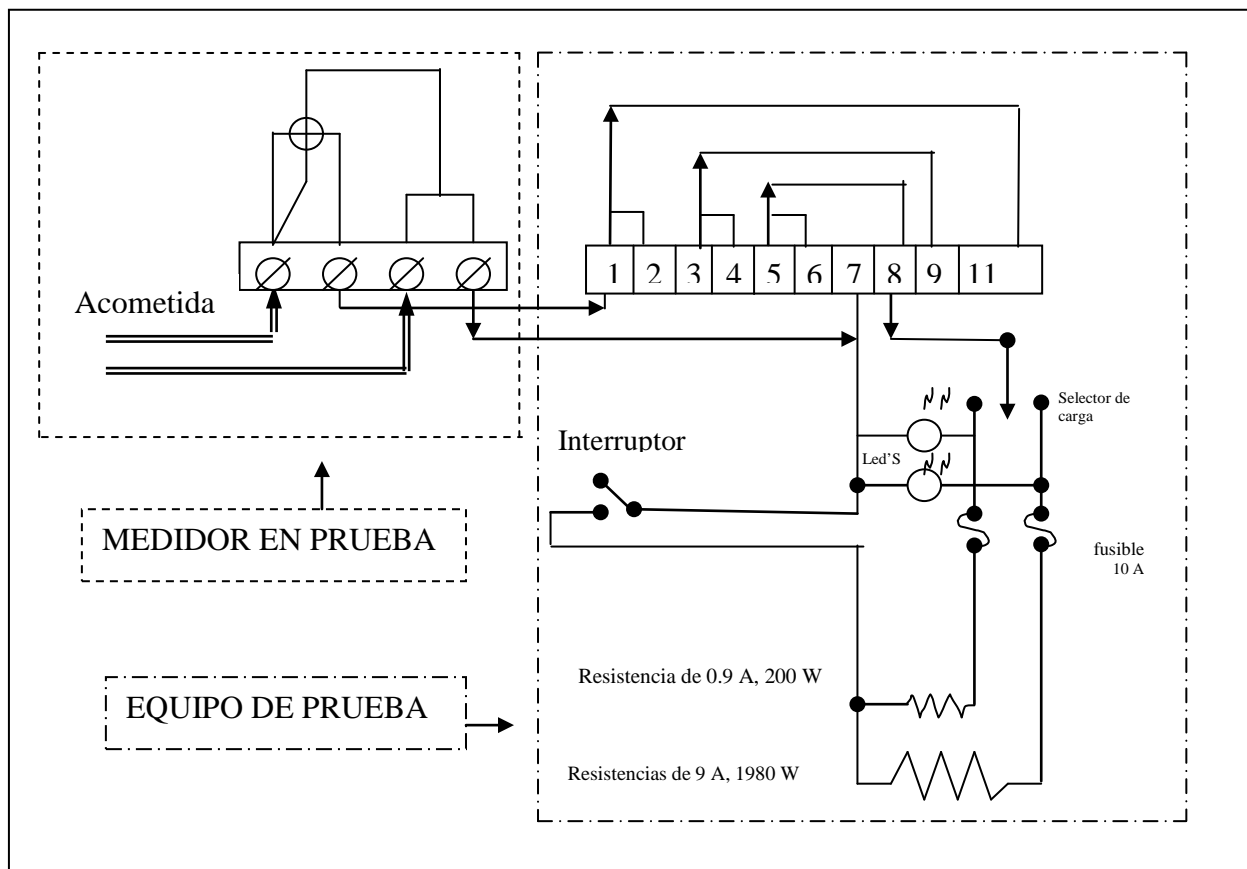 1 2 3 4 5 6 7 8 9 11
Acometida
Selector de
carga
Interruptor
Led'S
MEDIDOR EN PRUEBA
fusible
10 A
Resistencia de 0.9 A, 200 W
EQUIPO DE PRUEBA
Resistencias de 9 A, 1980 W